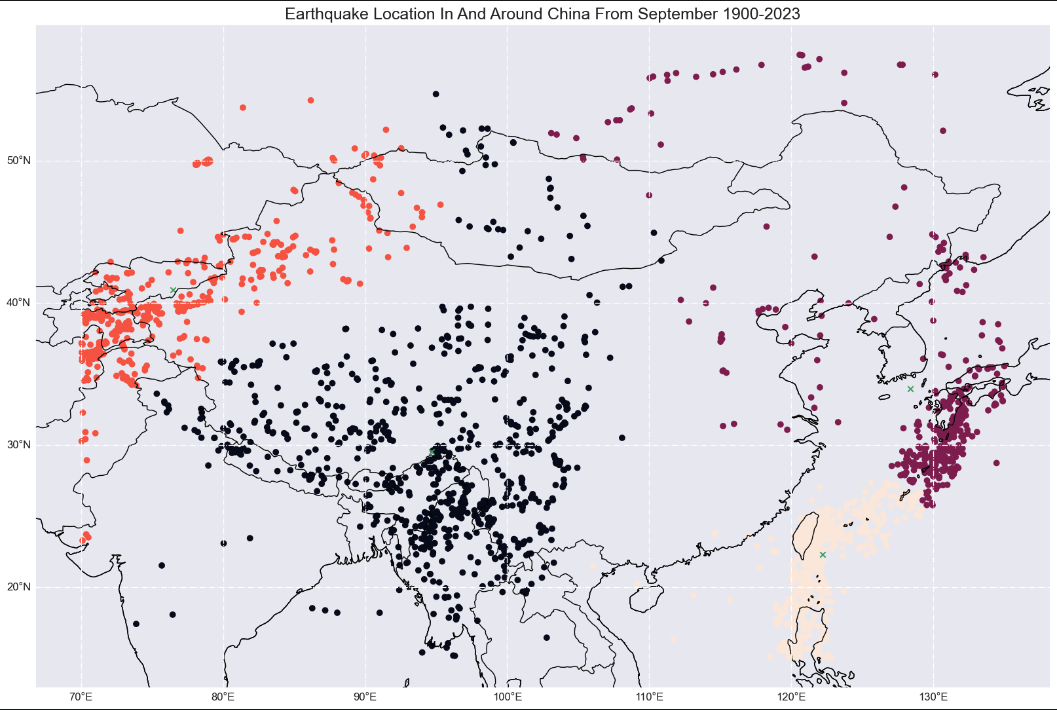 Earthquake Location In And Around China From September 1900-2023
50°N
40°N
30°N
20°N
70°E 80°E 90°E 100°E 110°E 120°E 130°E